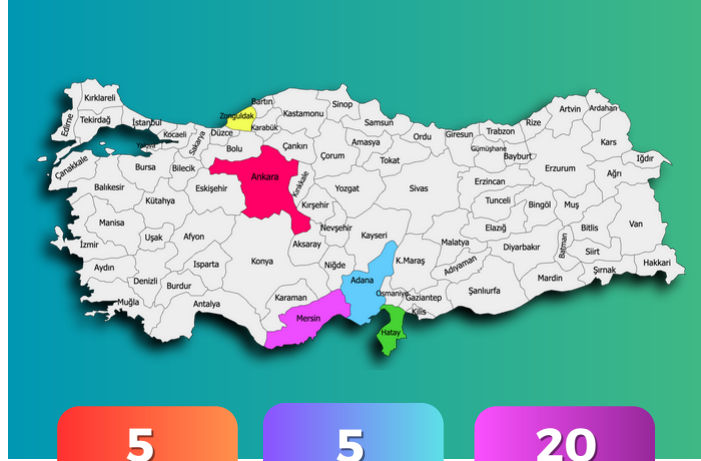 Kırklareli
Edirne
Tekirdağ
İstanbul
Kocaeli
Yalova
Sakarya
Düzce
Zonguldak
Bartın
Karabük
Kastamonu
Sinop
Samsun
Ordu
Giresun
Trabzon
Rize
Artvin
Ardahan
Çanakkale
Bursa
Bilecik
Bolu
Çankırı
Çorum
Amasya
Tokat
Gümüşhane
Bayburt
Erzurum
Kars
Iğdır
Ağrı
Balıkesir
Kütahya
Eskişehir
Ankara
Kırıkkale
Kırşehir
Yozgat
Sivas
Erzincan
Tunceli
Bingöl
Muş
Van
Manisa
İzmir
Uşak
Afyon
Konya
Aksaray
Nevşehir
Kayseri
Malatya
Elazığ
Diyarbakır
Batman
Bitlis
Siirt
Şırnak
Hakkari
Aydın
Denizli
Isparta
Burdur
Muğla
Antalya
Karaman
Niğde
Mersin
Adana
K.Maraş
Osmaniye
Gaziantep
Kilis
Hatay
Adıyaman
Şanlıurfa
Mardin
5
5
20